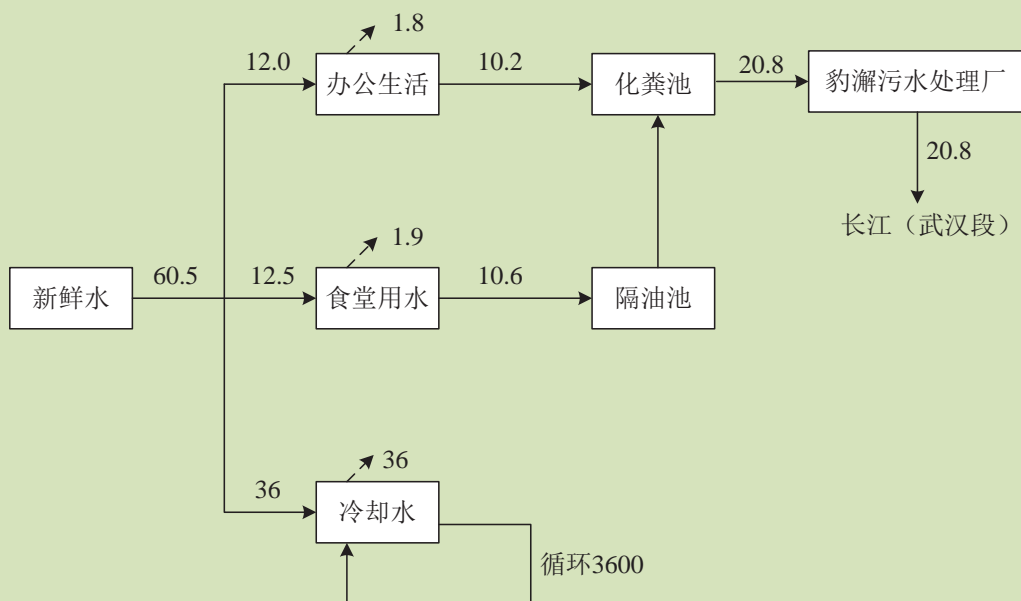 1.8
12.0
办公生活
10.2
化粪池
20.8
豹澥污水处理厂
20.8
长江（武汉段）
1.9
新鲜水
60.5
12.5
食堂用水
10.6
隔油池
36
36
冷却水
循环3600